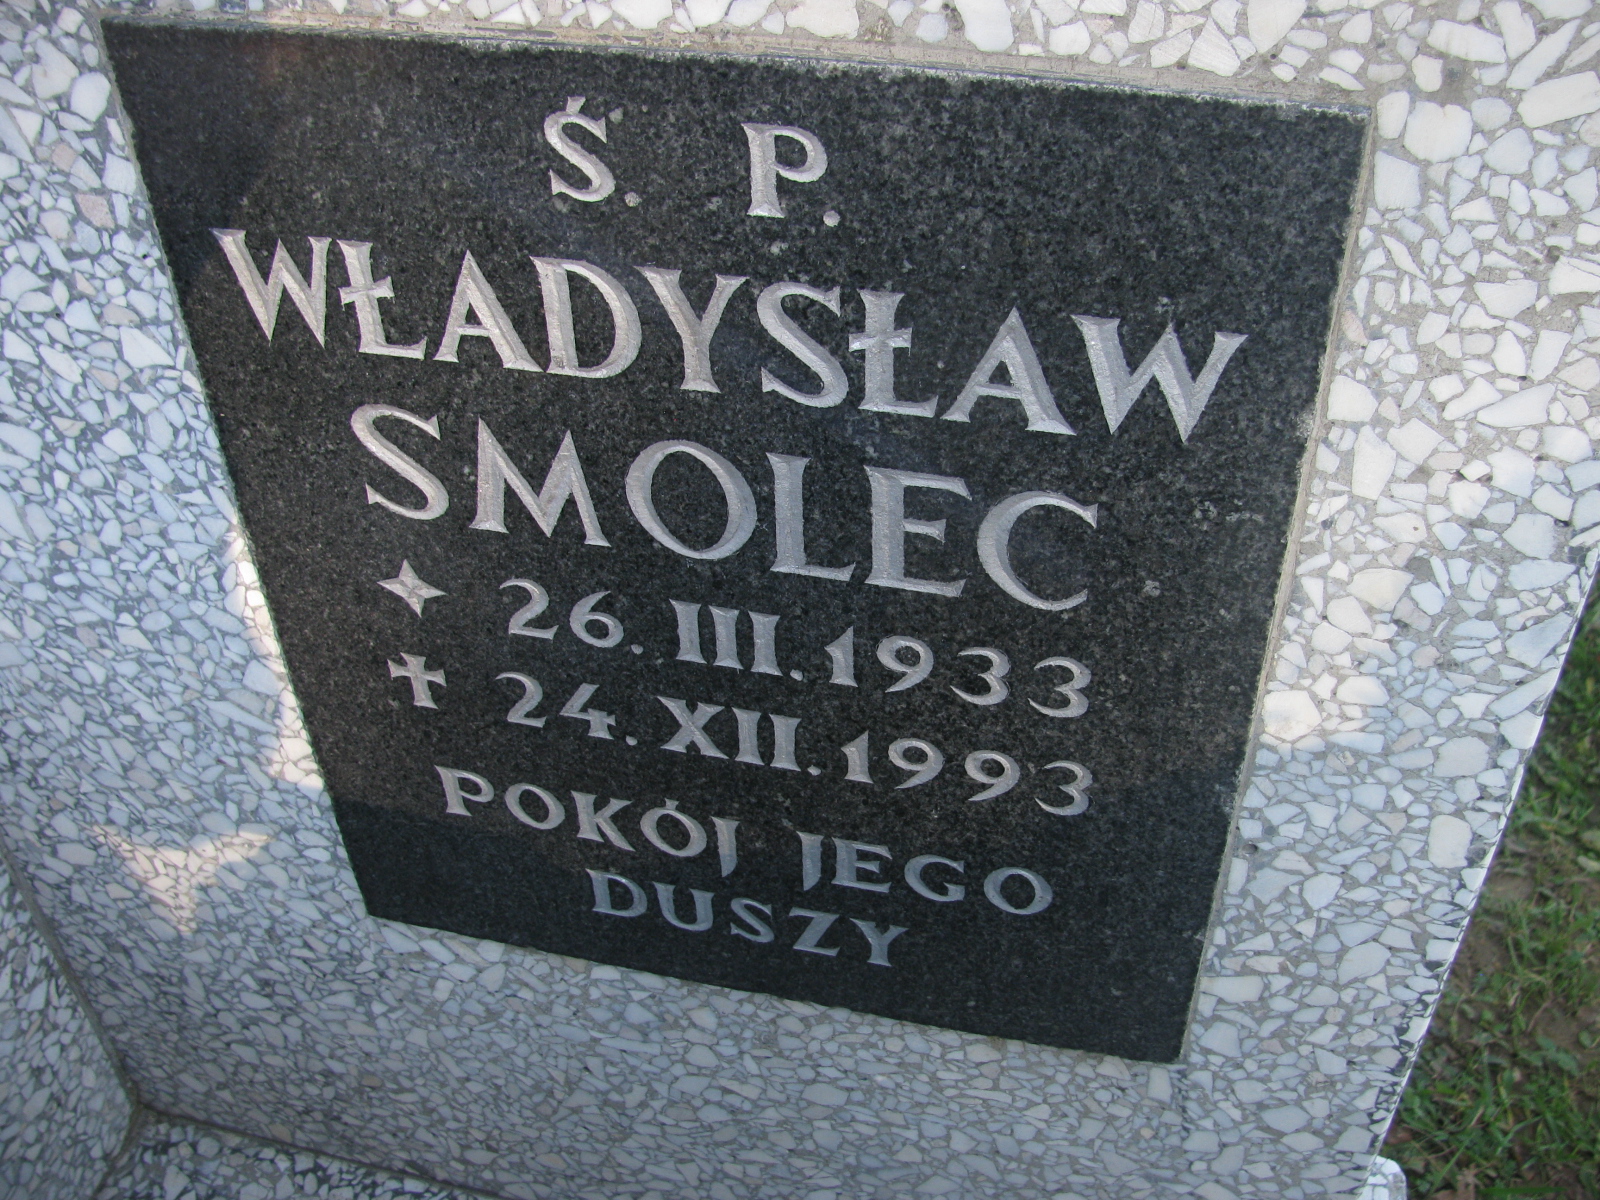 Ś. P.
WŁADYSŁAW
SMOLEC
✦ 26. III. 1933
✝ 24. XII. 1993
POKÓJ JEGO
DUSZY